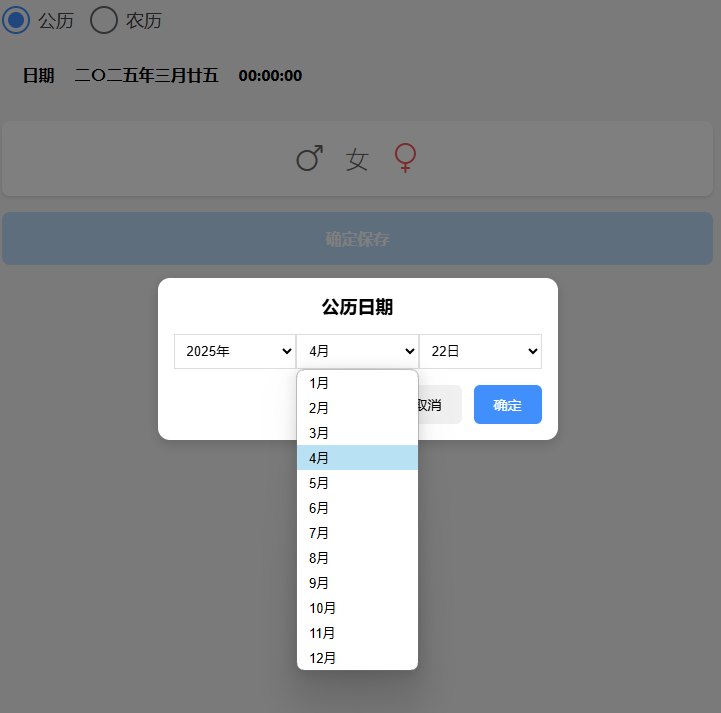 公历 农历
日期 二〇二五年三月廿五 00:00:00
♂ 女 ♀
确定保存
公历日期
2025年 4月 22日
取消 确定
1月
2月
3月
4月
5月
6月
7月
8月
9月
10月
11月
12月